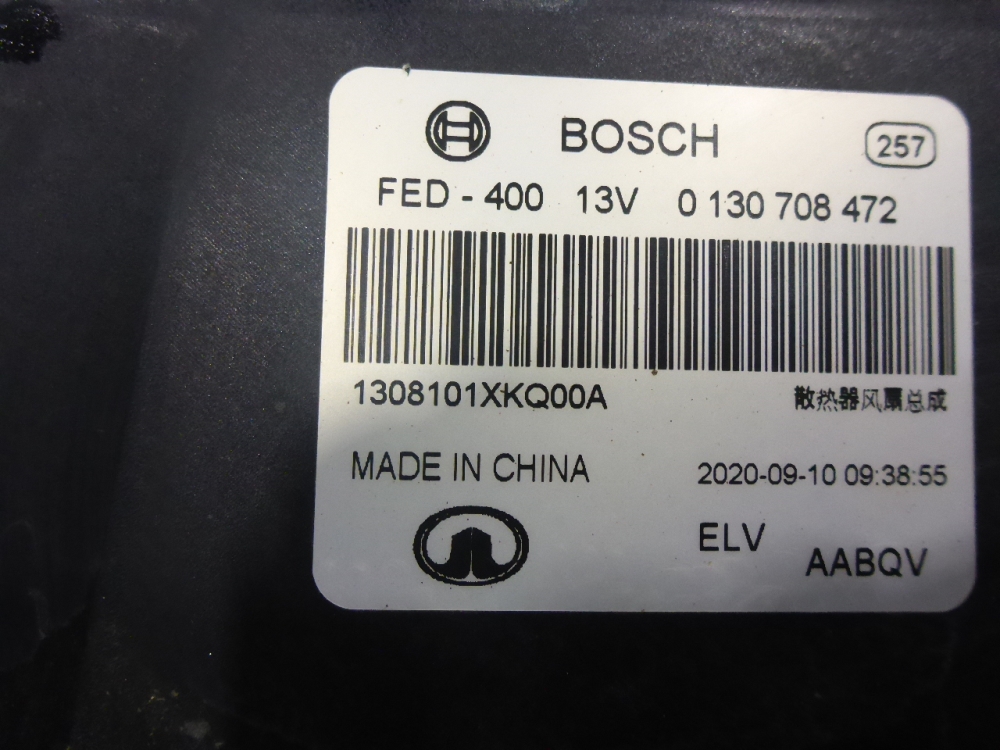 BOSCH 257
FED - 400 13V 0 130 708 472
1308101XKQ00A 散热器风扇总成
MADE IN CHINA 2020-09-10 09:38:55
ELV
AABQV